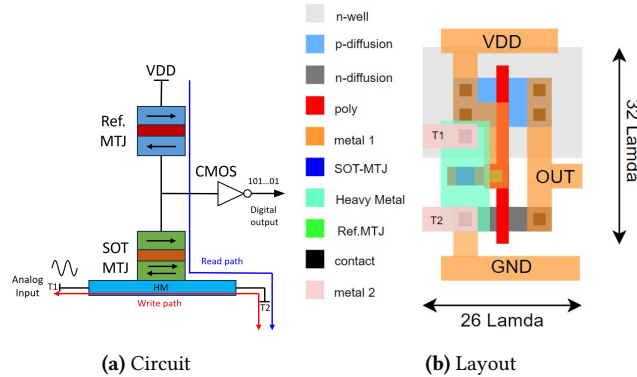 VDD
Ref.
MTJ
CMOS
101...01
Digital
output
SOT
MTJ
Read path
Analog
Input
T1
HM
T2
Write path
(a) Circuit
n-well
p-diffusion
n-diffusion
poly
metal 1
SOT-MTJ
Heavy Metal
Ref.MTJ
contact
metal 2
VDD
T1
OUT
T2
GND
32 Lamda
26 Lamda
(b) Layout